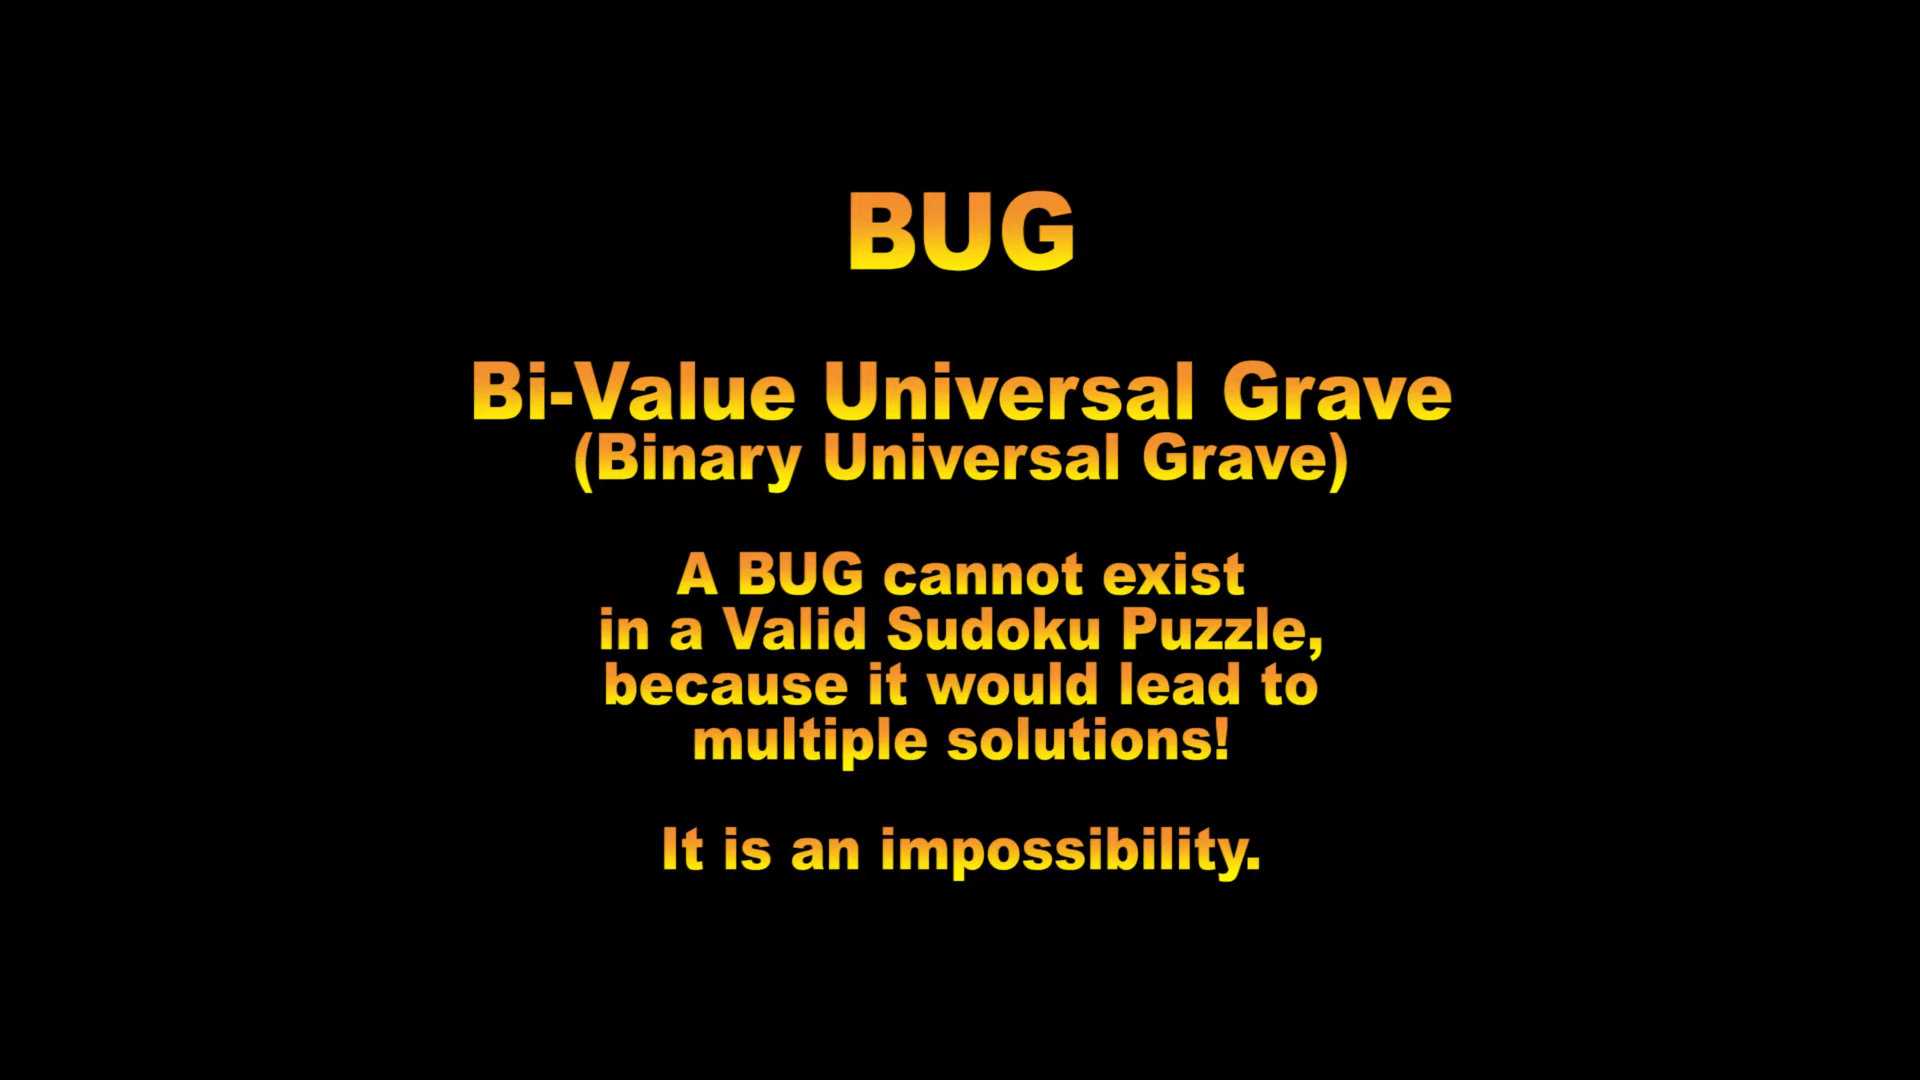 BUG
Bi-Value Universal Grave
(Binary Universal Grave)
A BUG cannot exist
in a Valid Sudoku Puzzle,
because it would lead to
multiple solutions!
It is an impossibility.